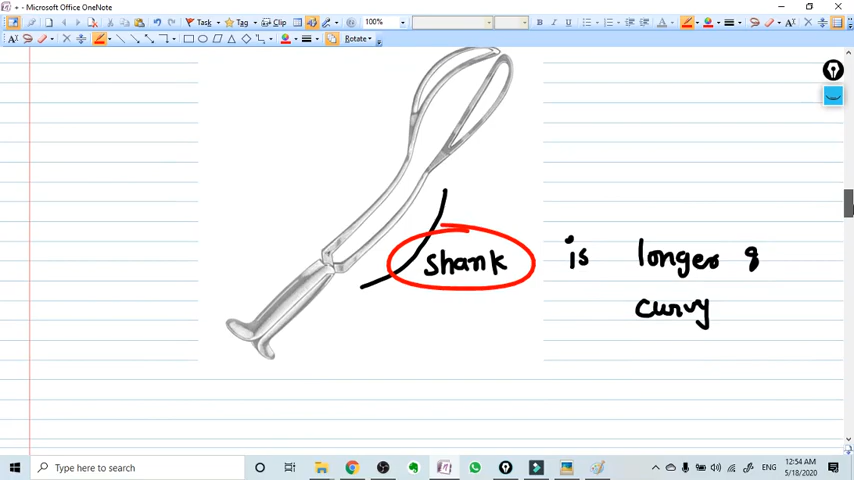 + - Microsoft Office OneNote
Task Tag Clip 100% B I U A
Rotate
shank is longer &
curvy
Type here to search
ENG 12:54 AM
5/18/2020